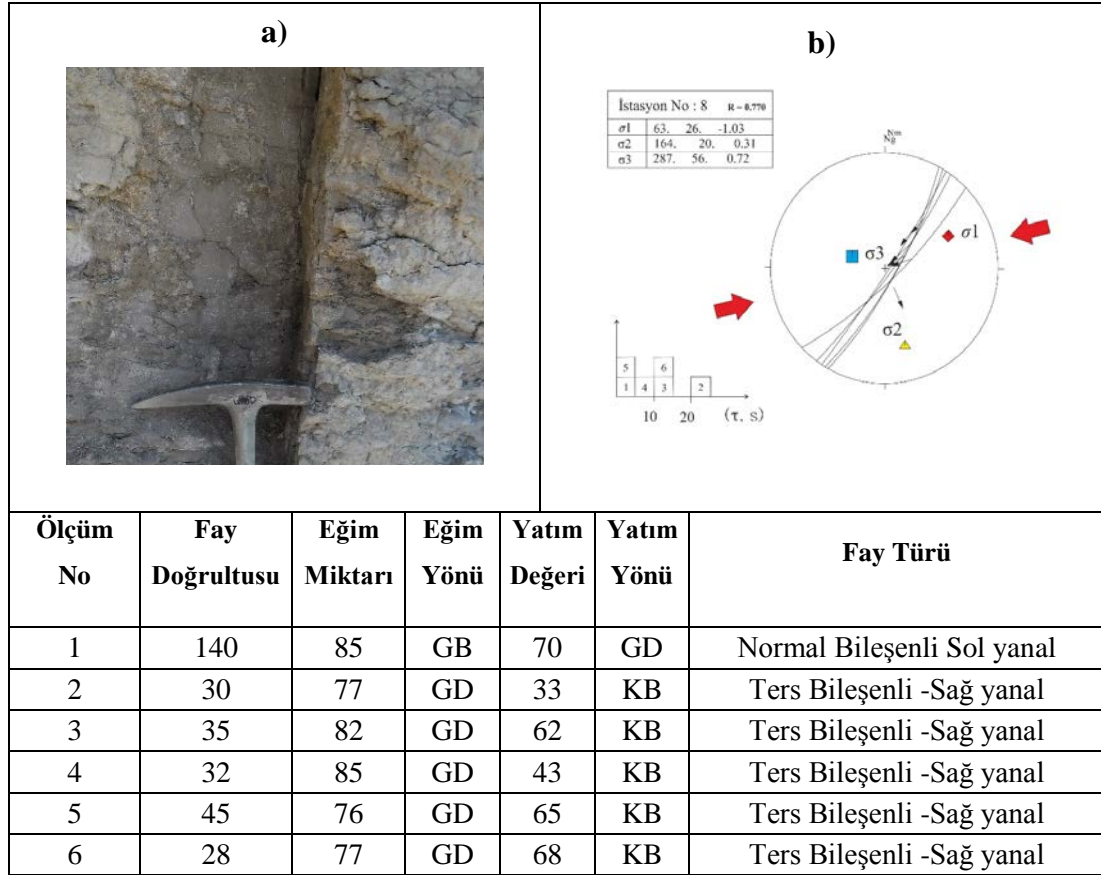 a)
b)
İstasyon No : 8 R = 0.770
σ1 63. 26. -1.03
σ2 164. 20. 0.31
σ3 287. 56. 0.72
Nm
Ng
σ1
σ3
σ2
5 6
1 4 3 2
10 20 (τ, s)
Ölçüm No Fay Doğrultusu Eğim Miktarı Eğim Yönü Yatım Değeri Yatım Yönü Fay Türü
1 140 85 GB 70 GD Normal Bileşenli Sol yanal
2 30 77 GD 33 KB Ters Bileşenli -Sağ yanal
3 35 82 GD 62 KB Ters Bileşenli -Sağ yanal
4 32 85 GD 43 KB Ters Bileşenli -Sağ yanal
5 45 76 GD 65 KB Ters Bileşenli -Sağ yanal
6 28 77 GD 68 KB Ters Bileşenli -Sağ yanal